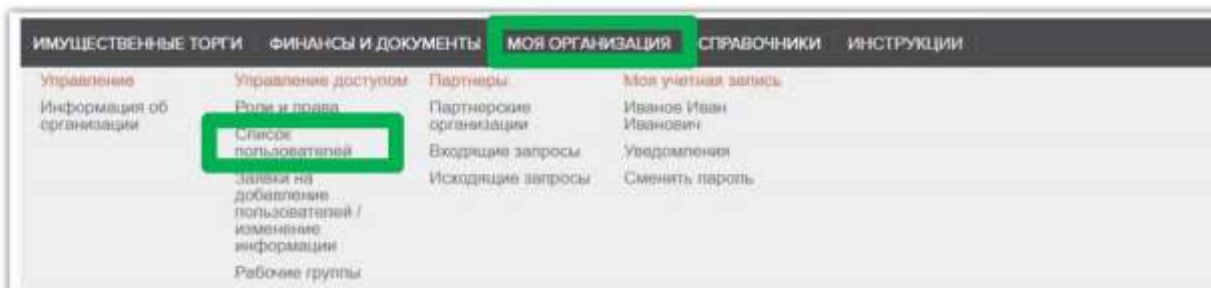 ИМУЩЕСТВЕННЫЕ ТОРГИ ФИНАНСЫ И ДОКУМЕНТЫ МОЯ ОРГАНИЗАЦИЯ СПРАВОЧНИКИ ИНСТРУКЦИИ
Управление
Информация об
организации
Управление доступом
Роли и права
Список
пользователей
Заявки на
добавление
пользователей /
изменение
информации
Рабочие группы
Партнеры
Партнерские
организации
Входящие запросы
Исходящие запросы
Моя учетная запись
Иванов Иван
Иванович
Уведомления
Сменить пароль